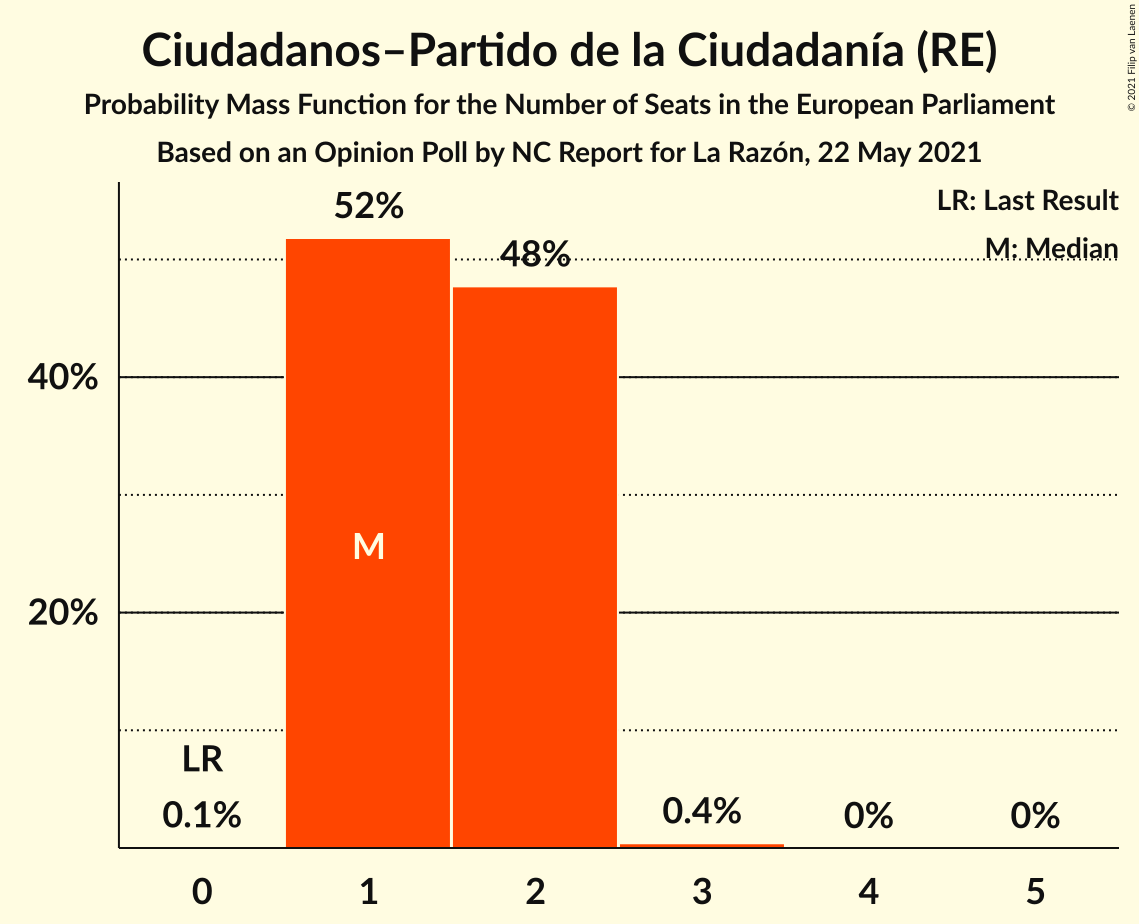 Ciudadanos–Partido de la Ciudadanía (RE)
Probability Mass Function for the Number of Seats in the European Parliament
Based on an Opinion Poll by NC Report for La Razón, 22 May 2021
© 2021 Filip van Laenen
LR: Last Result
M: Median
52%
48%
40%
M
20%
LR
0.1%
0.4%
0%
0%
0
1
2
3
4
5